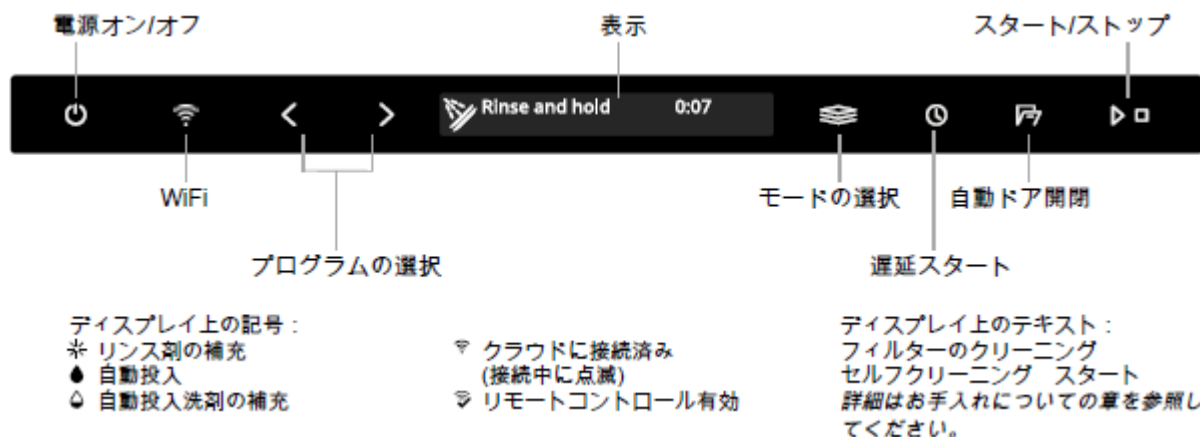 電源オン/オフ
表示
スタート/ストップ
Rinse and hold 0:07
WiFi
モードの選択
自動ドア開閉
プログラムの選択
遅延スタート
ディスプレイ上の記号：
リンス剤の補充
自動投入
自動投入洗剤の補充
クラウドに接続済み
(接続中に点滅)
リモートコントロール有効
ディスプレイ上のテキスト：
フィルターのクリーニング
セルフクリーニング　スタート
詳細はお手入れについての章を参照し
てください。